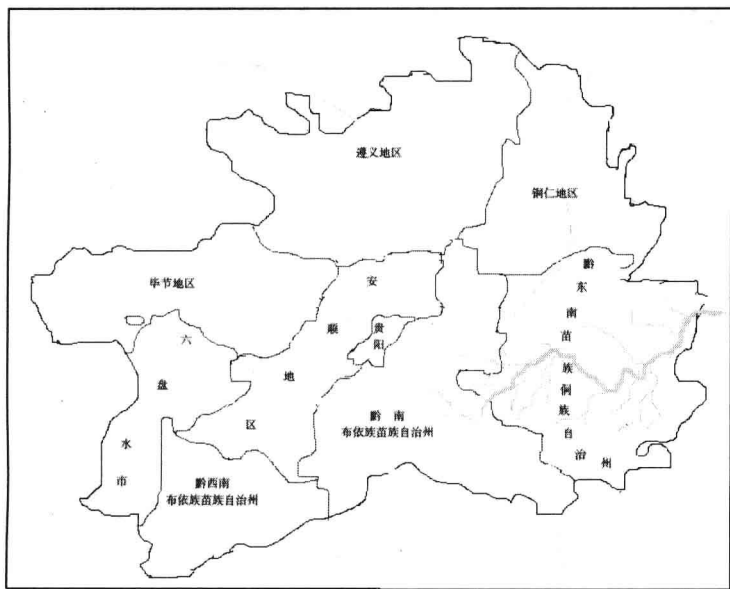 遵义地区
铜仁地区
毕节地区
安顺地区
贵阳
六盘水市
黔东南苗族侗族自治州
黔 南
布依族苗族自治州
黔西南
布依族苗族自治州